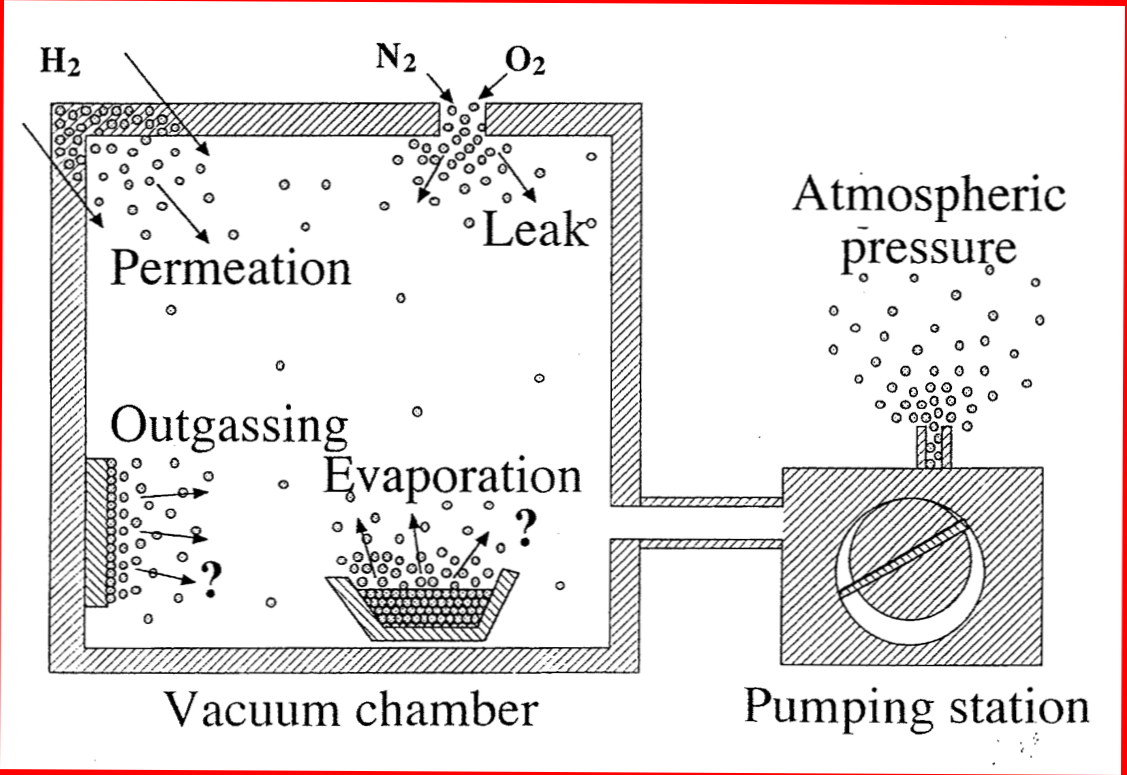 H2
N2 O2
Atmospheric
pressure
Leak
Permeation
Outgassing
Evaporation
?
?
Vacuum chamber
Pumping station